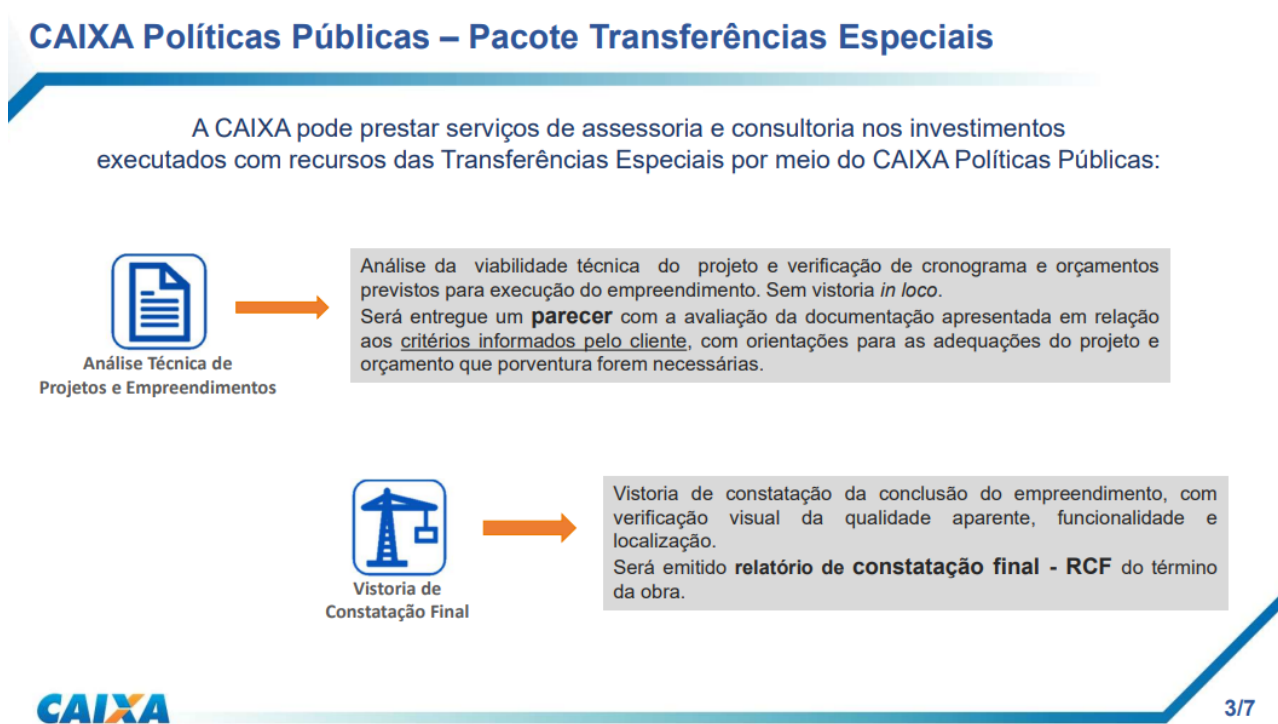 CAIXA Políticas Públicas – Pacote Transferências Especiais
A CAIXA pode prestar serviços de assessoria e consultoria nos investimentos
executados com recursos das Transferências Especiais por meio do CAIXA Políticas Públicas:
Análise Técnica de
Projetos e Empreendimentos
Análise da viabilidade técnica do projeto e verificação de cronograma e orçamentos
previstos para execução do empreendimento. Sem vistoria in loco.
Será entregue um parecer com a avaliação da documentação apresentada em relação
aos critérios informados pelo cliente, com orientações para as adequações do projeto e
orçamento que porventura forem necessárias.
Vistoria de
Constatação Final
Vistoria de constatação da conclusão do empreendimento, com
verificação visual da qualidade aparente, funcionalidade e
localização.
Será emitido relatório de constatação final - RCF do término
da obra.
CAIXA
3/7